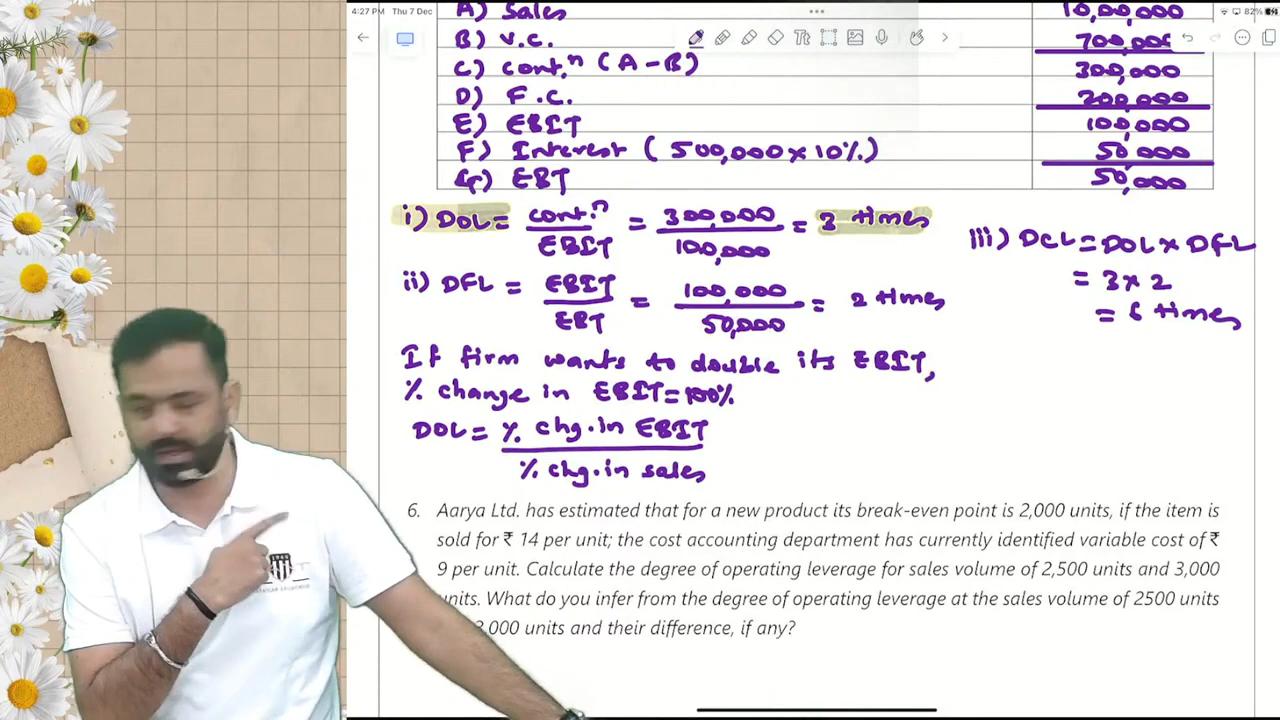 4:27 PM Thu 7 Dec
82%
A) Sales 10,00,000
B) V.C. 700,000
C) Cont.n (A-B) 300,000
D) F.C. 200,000
E) EBIT 100,000
F) Interest (500,000x10%) 50,000
G) EBT 50,000
i) DOL = cont.n / EBIT = 300,000 / 100,000 = 3 times
ii) DFL = EBIT / EBT = 100,000 / 50,000 = 2 times
iii) DCL = DOL x DFL
= 3 x 2
= 6 times
If firm wants to double its EBIT,
% change in EBIT = 100%
DOL = % chg. in EBIT / % chg. in sales
6. Aarya Ltd. has estimated that for a new product its break-even point is 2,000 units, if the item is
sold for ₹ 14 per unit; the cost accounting department has currently identified variable cost of ₹
9 per unit. Calculate the degree of operating leverage for sales volume of 2,500 units and 3,000
units. What do you infer from the degree of operating leverage at the sales volume of 2500 units
3,000 units and their difference, if any?